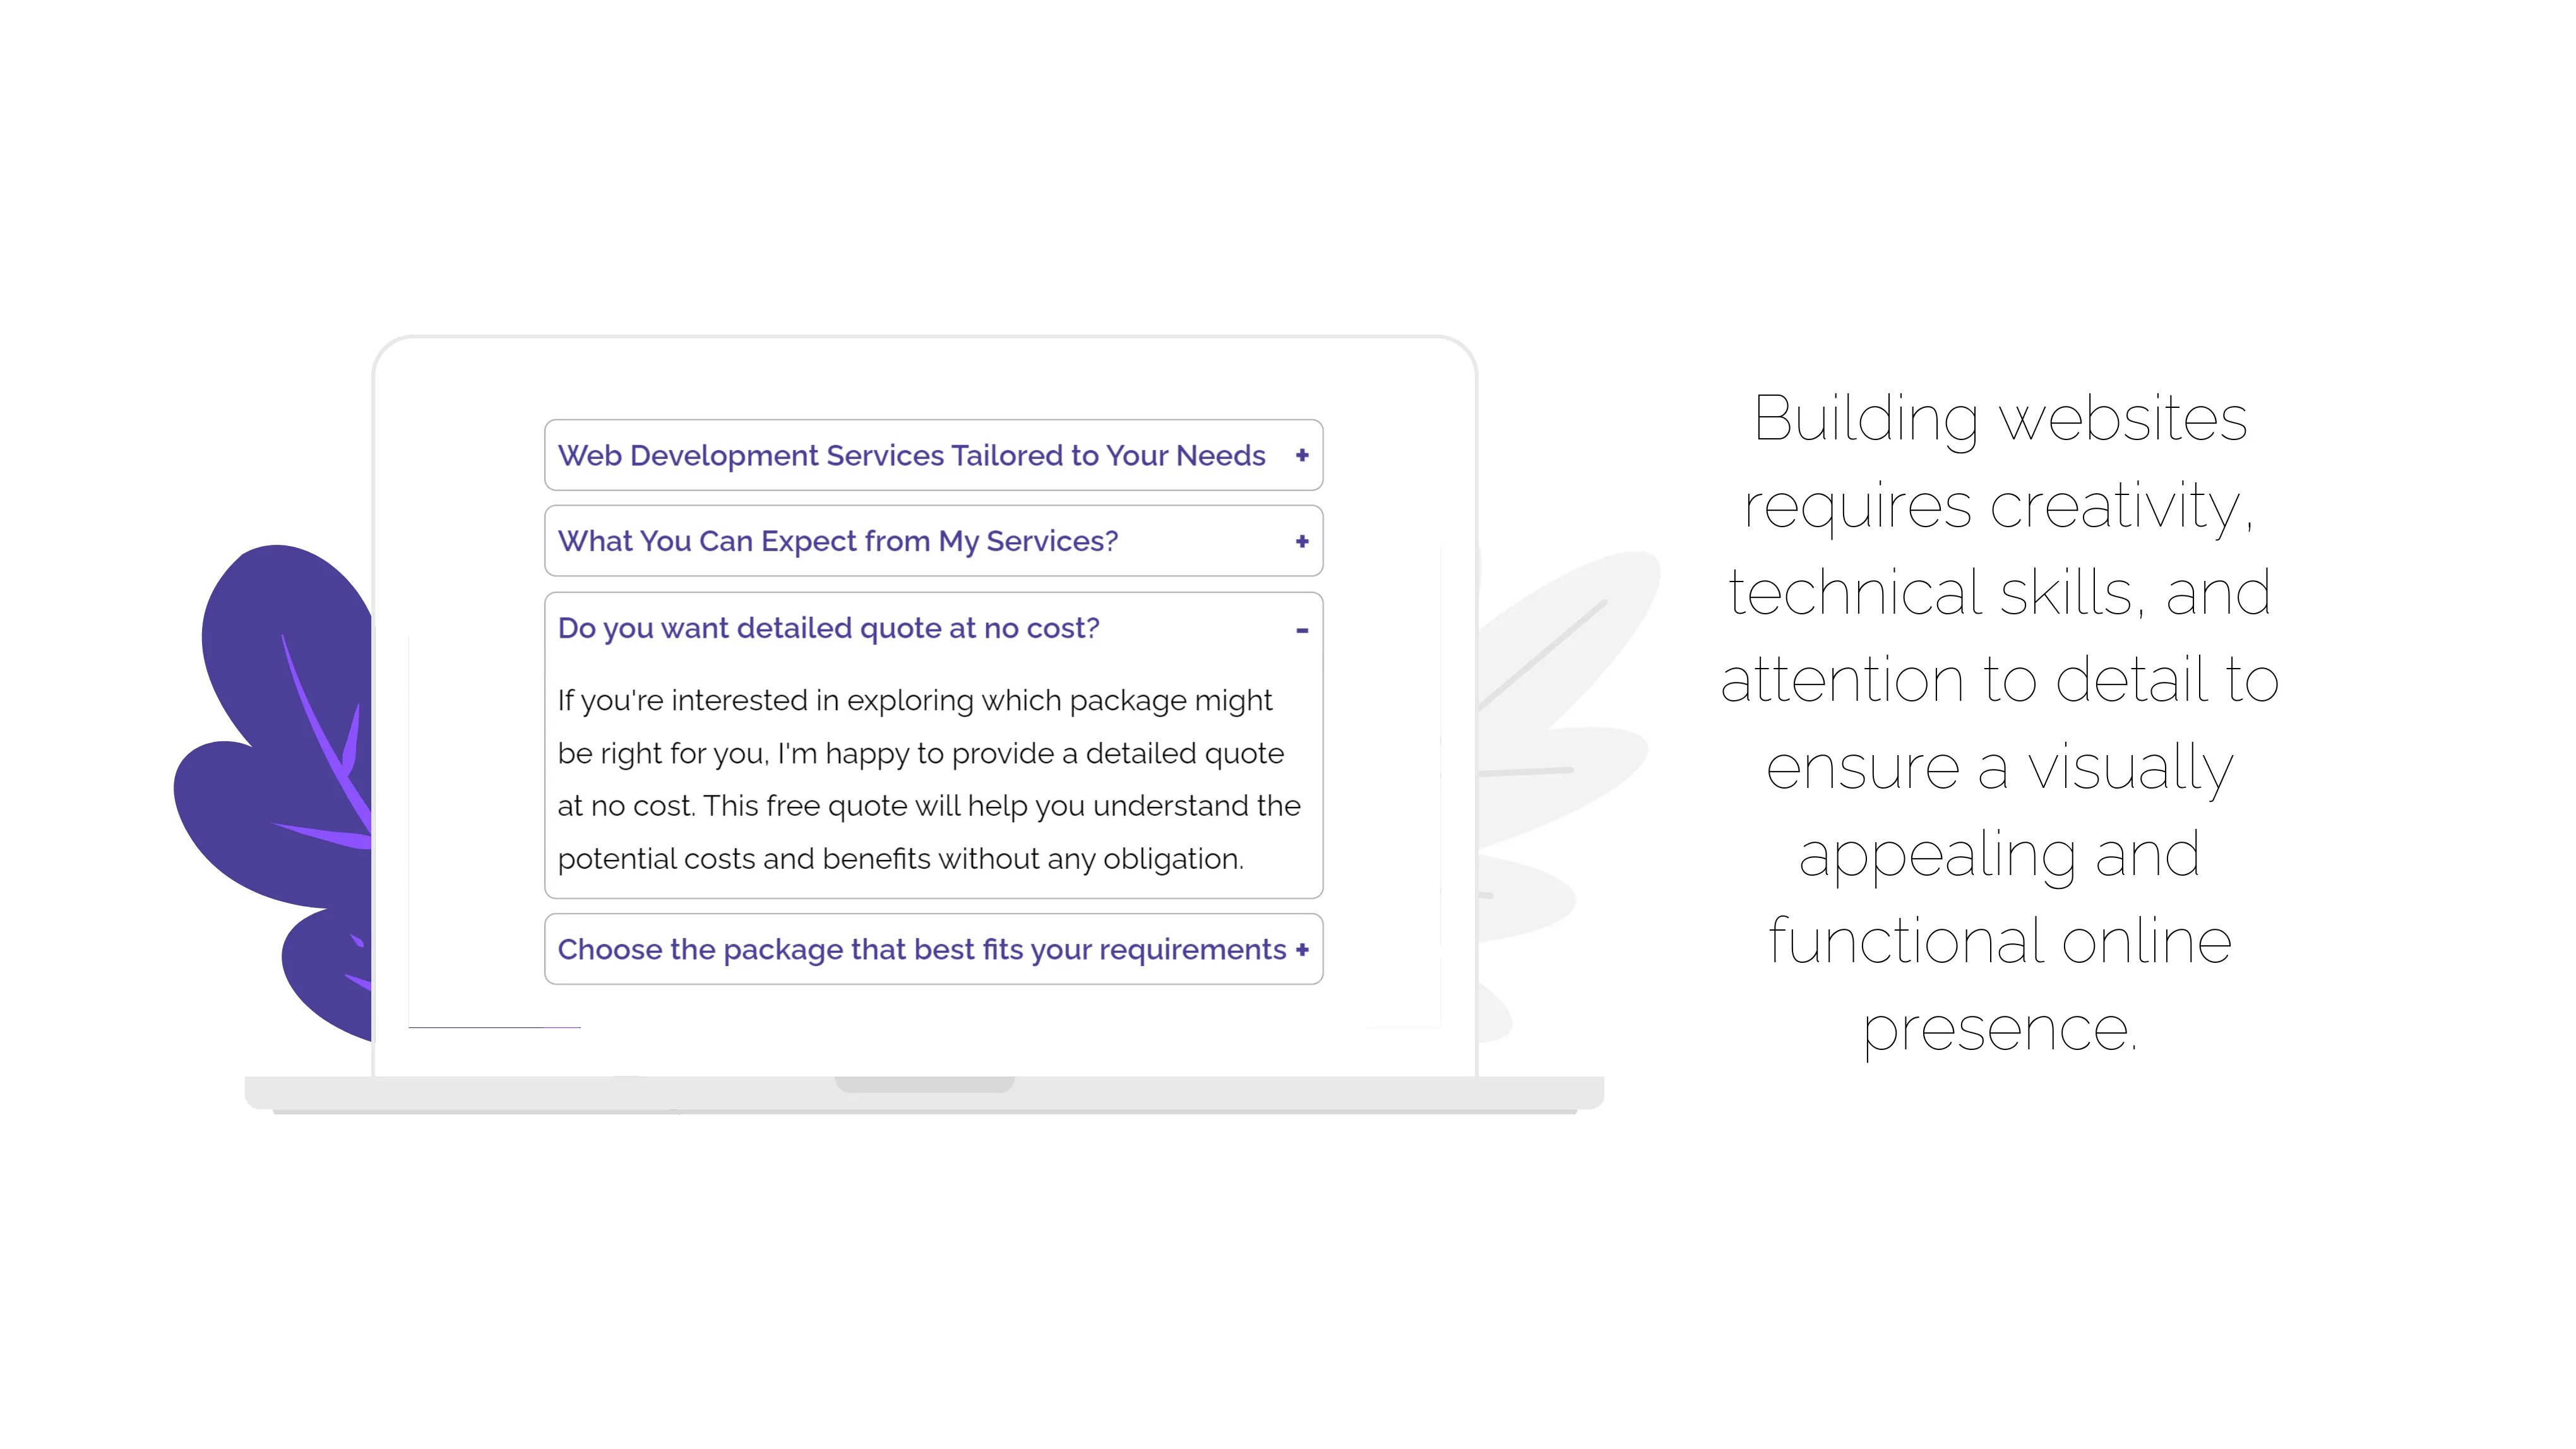 Web Development Services Tailored to Your Needs +
What You Can Expect from My Services? +
Do you want detailed quote at no cost? -
If you're interested in exploring which package might
be right for you, I'm happy to provide a detailed quote
at no cost. This free quote will help you understand the
potential costs and benefits without any obligation.
Choose the package that best fits your requirements +
Building websites
requires creativity,
technical skills, and
attention to detail to
ensure a visually
appealing and
functional online
presence.